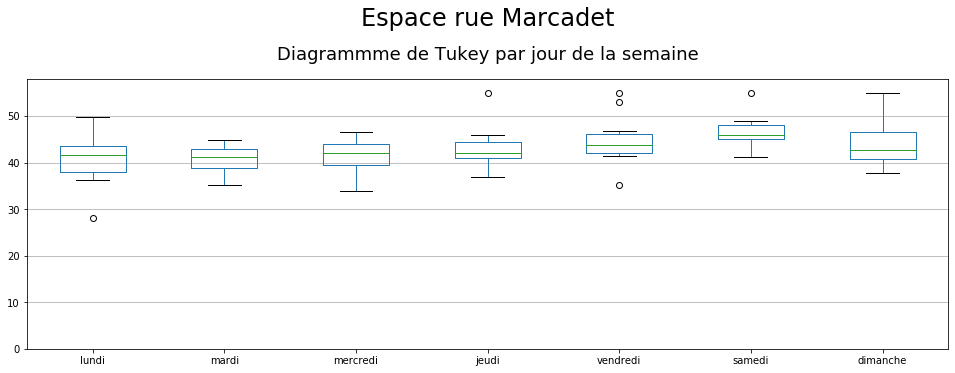 Espace rue Marcadet
Diagrammme de Tukey par jour de la semaine
50
40
30
20
10
0
lundi mardi mercredi jeudi vendredi samedi dimanche